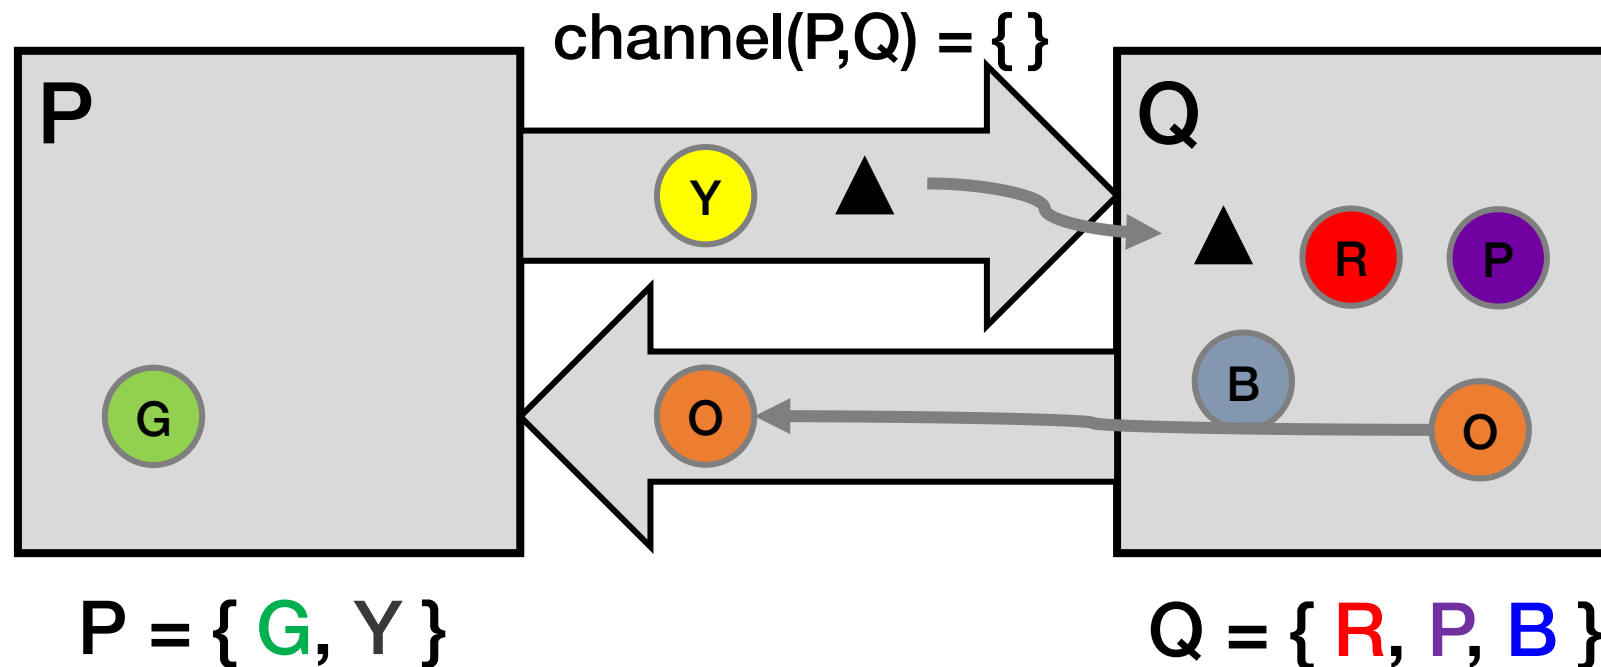 channel(P,Q) = { }
P
Q
Y
R
P
B
G
O
O
P = { G, Y }
Q = { R, P, B }